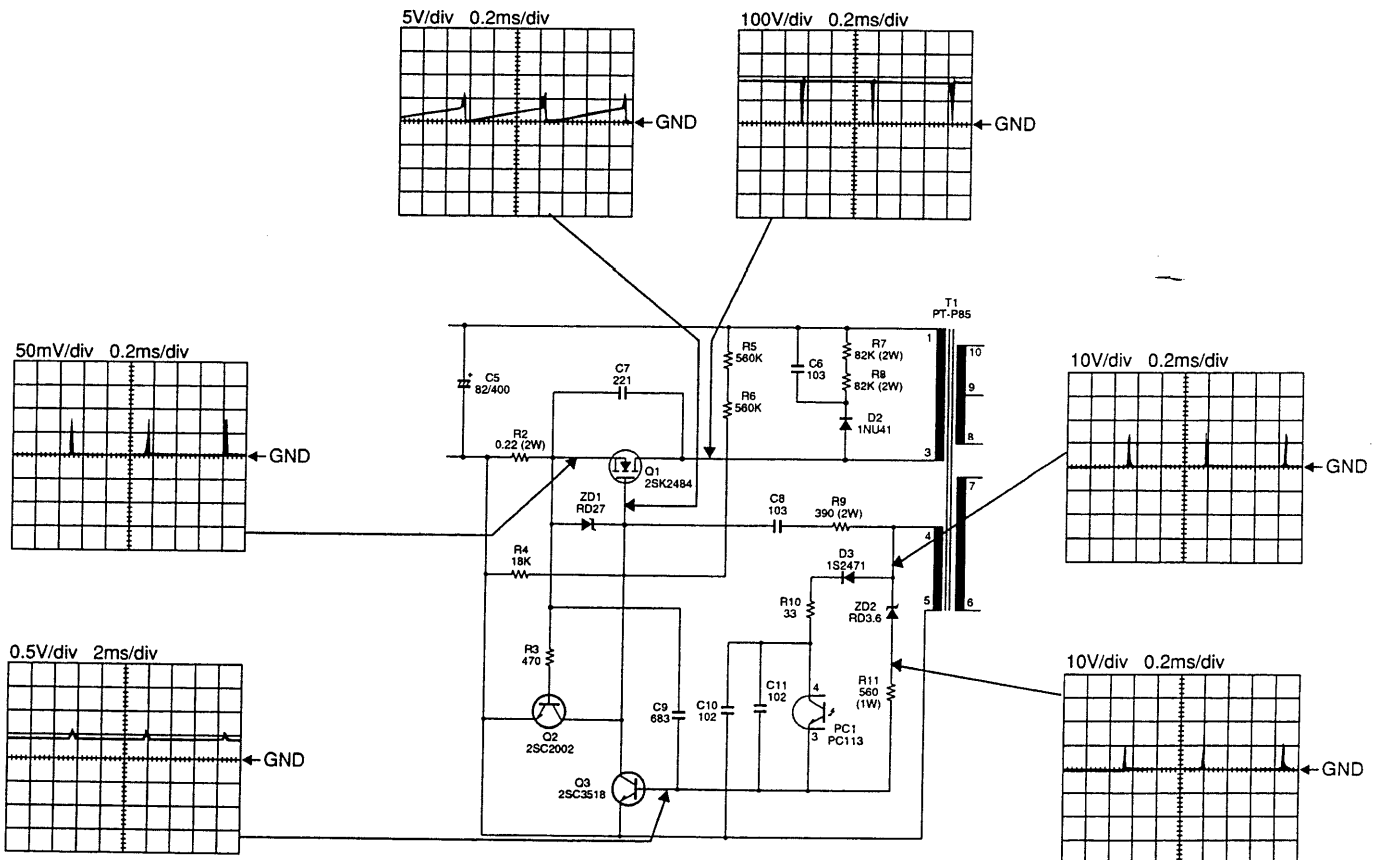 5V/div 0.2ms/div
GND
100V/div 0.2ms/div
GND
50mV/div 0.2ms/div
GND
0.5V/div 2ms/div
GND
10V/div 0.2ms/div
GND
10V/div 0.2ms/div
GND
T1
PT-P85
1
3
4
5
10
9
8
7
6
C5
82/400
+
C7
221
R5
560K
R6
560K
C6
103
R7
82K (2W)
R8
82K (2W)
D2
1NU41
R2
0.22 (2W)
Q1
2SK2484
ZD1
RD27
C8
103
R9
390 (2W)
R4
18K
D3
1S2471
R10
33
ZD2
RD3.6
R3
470
C9
683
C10
102
C11
102
4
PC1
PC113
3
R11
560
(1W)
Q2
2SC2002
Q3
2SC3518